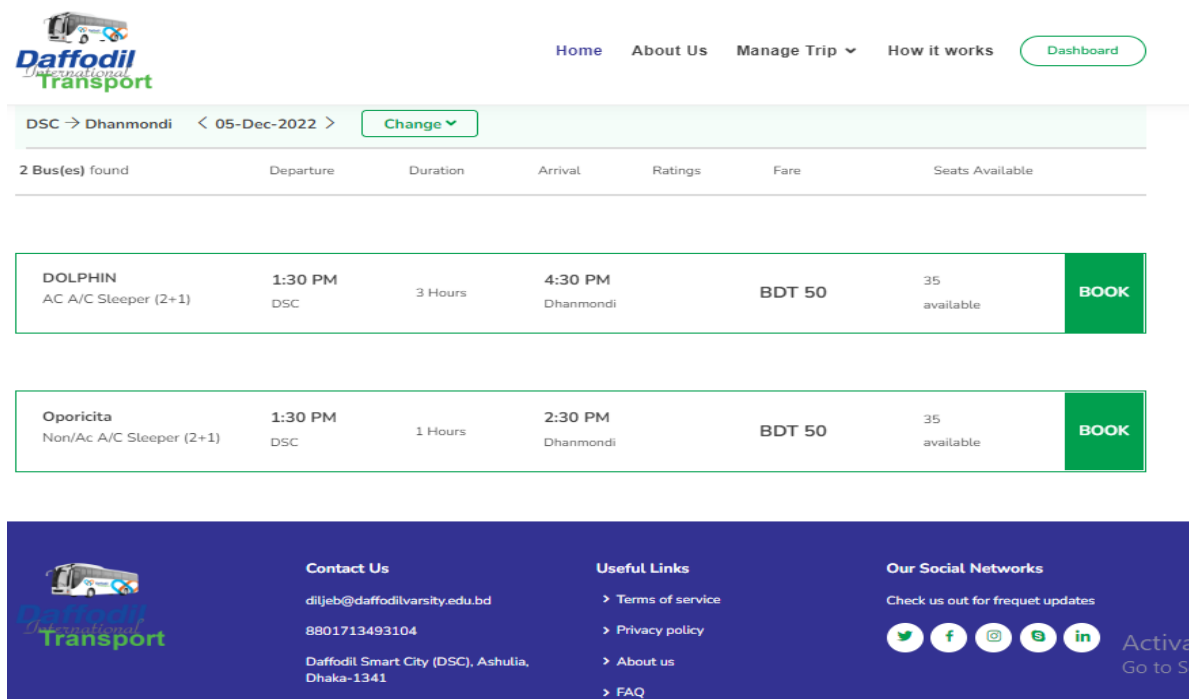 Daffodil
International
Transport
Home About Us Manage Trip How it works Dashboard
DSC → Dhanmondi < 05-Dec-2022 > Change
2 Bus(es) found Departure Duration Arrival Ratings Fare Seats Available
DOLPHIN 1:30 PM 4:30 PM 35
AC A/C Sleeper (2+1) DSC 3 Hours Dhanmondi BDT 50 available BOOK
Oporicita 1:30 PM 2:30 PM 35
Non/Ac A/C Sleeper (2+1) DSC 1 Hours Dhanmondi BDT 50 available BOOK
Daffodil
International
Transport
Contact Us
diljeb@daffodilvarsity.edu.bd
8801713493104
Daffodil Smart City (DSC), Ashulia,
Dhaka-1341
Useful Links
> Terms of service
> Privacy policy
> About us
> FAQ
Our Social Networks
Check us out for frequet updates
f S in
Activa
Go to S